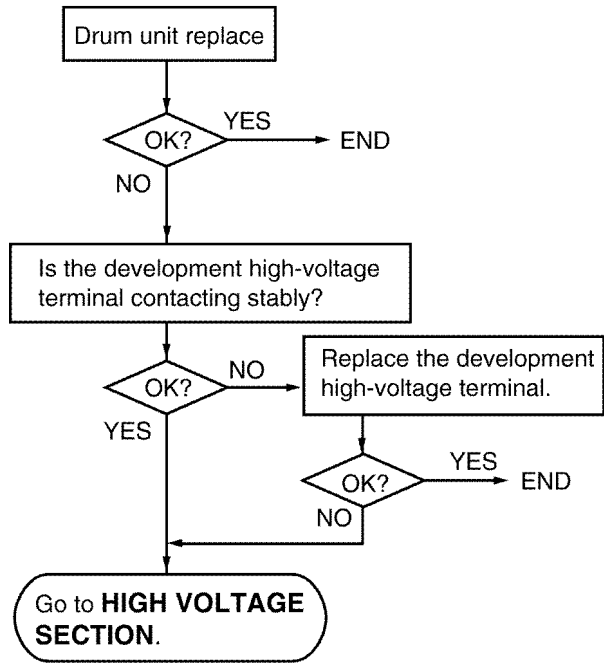 Drum unit replace
OK?
YES
END
NO
Is the development high-voltage
terminal contacting stably?
OK?
NO
YES
Replace the development
high-voltage terminal.
OK?
YES
END
NO
Go to HIGH VOLTAGE
SECTION.